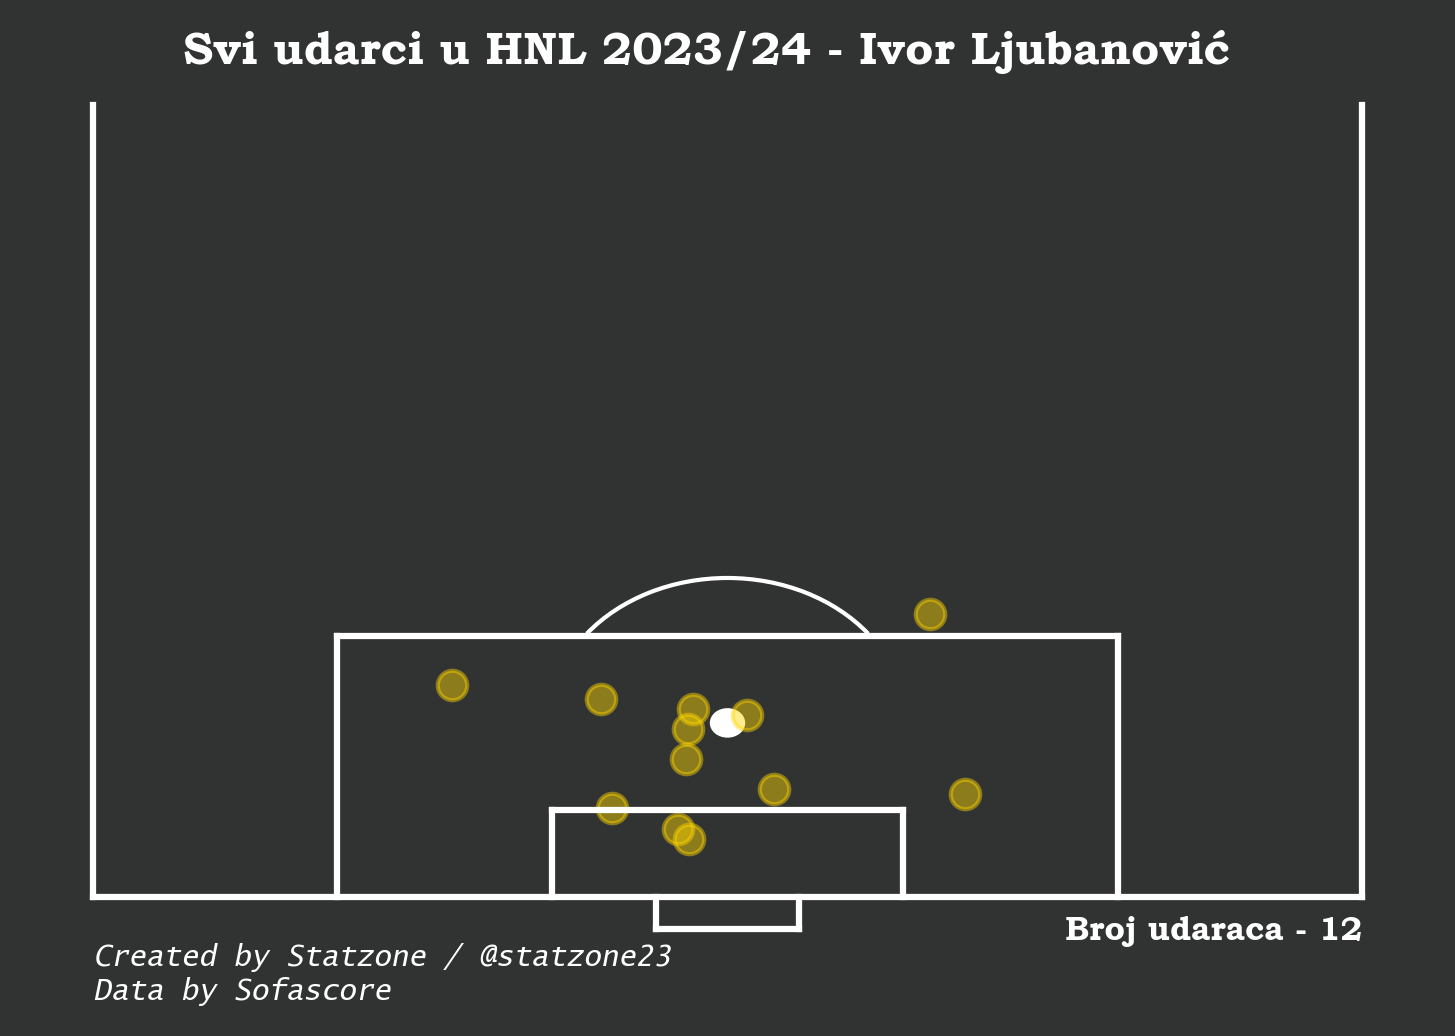 Svi udarci u HNL 2023/24 - Ivor Ljubanović
Broj udaraca - 12
Created by Statzone / @statzone23
Data by Sofascore